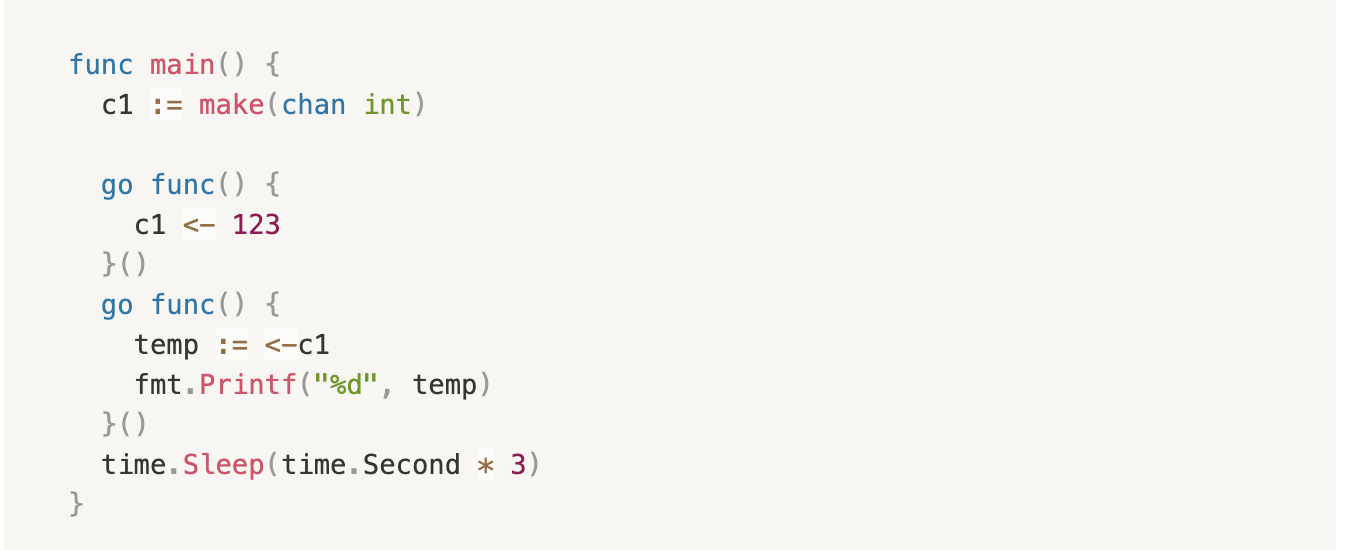 func main() {
  c1 := make(chan int)

  go func() {
    c1 <- 123
  }()
  go func() {
    temp := <-c1
    fmt.Printf("%d", temp)
  }()
  time.Sleep(time.Second * 3)
}